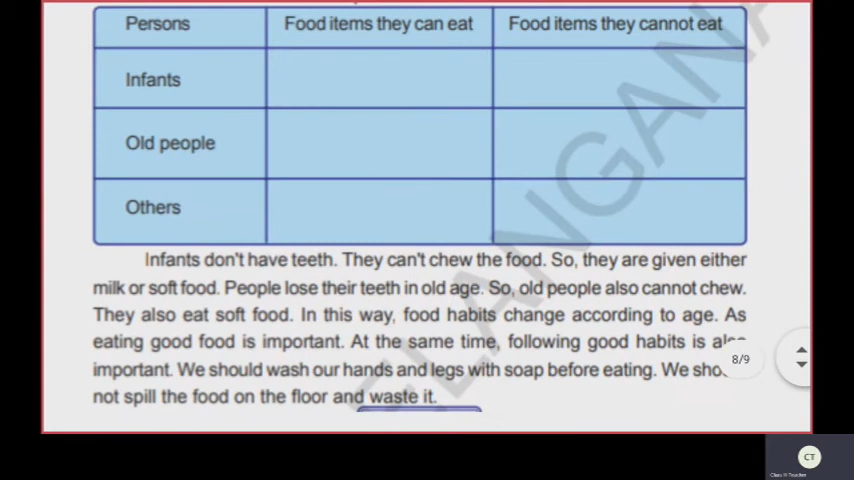 Persons Food items they can eat Food items they cannot eat
Infants
Old people
Others
Infants don't have teeth. They can't chew the food. So, they are given either
milk or soft food. People lose their teeth in old age. So, old people also cannot chew.
They also eat soft food. In this way, food habits change according to age. As
eating good food is important. At the same time, following good habits is also
important. We should wash our hands and legs with soap before eating. We
not spill the food on the floor and waste it.
8/9
CT
Class III Teacher
TELANGANA